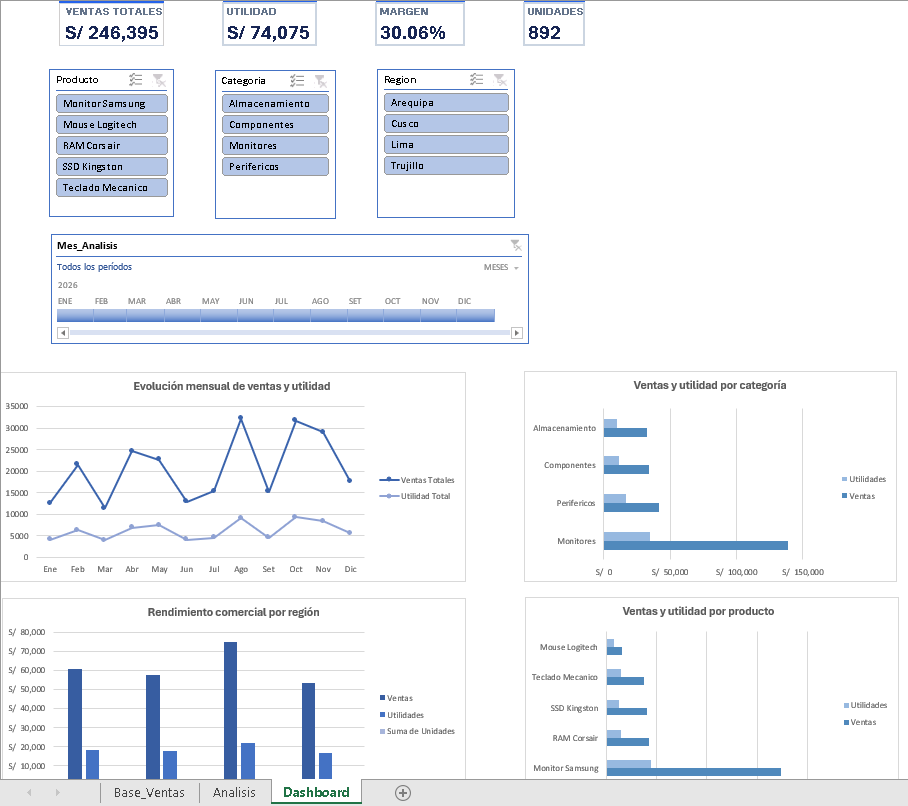 VENTAS TOTALES UTILIDAD MARGEN UNIDADES
S/ 246,395 S/ 74,075 30.06% 892
Producto
Monitor Samsung
Mouse Logitech
RAM Corsair
SSD Kingston
Teclado Mecanico
Categoria
Almacenamiento
Componentes
Monitores
Perifericos
Region
Arequipa
Cusco
Lima
Trujillo
Mes_Analisis
Todos los períodos MESES
2026
ENE FEB MAR ABR MAY JUN JUL AGO SET OCT NOV DIC
Evolución mensual de ventas y utilidad
35000
30000
25000
20000
15000
10000
5000
0
Ene Feb Mar Abr May Jun Jul Ago Set Oct Nov Dic
Ventas Totales
Utilidad Total
Ventas y utilidad por categoría
Almacenamiento
Componentes
Perifericos
Monitores
S/ 0 S/ 50,000 S/ 100,000 S/ 150,000
Utilidades
Ventas
Rendimiento comercial por región
S/ 80,000
S/ 70,000
S/ 60,000
S/ 50,000
S/ 40,000
S/ 30,000
S/ 20,000
S/ 10,000
Ventas
Utilidades
Suma de Unidades
Ventas y utilidad por producto
Mouse Logitech
Teclado Mecanico
SSD Kingston
RAM Corsair
Monitor Samsung
Utilidades
Ventas
Base_Ventas Analisis Dashboard